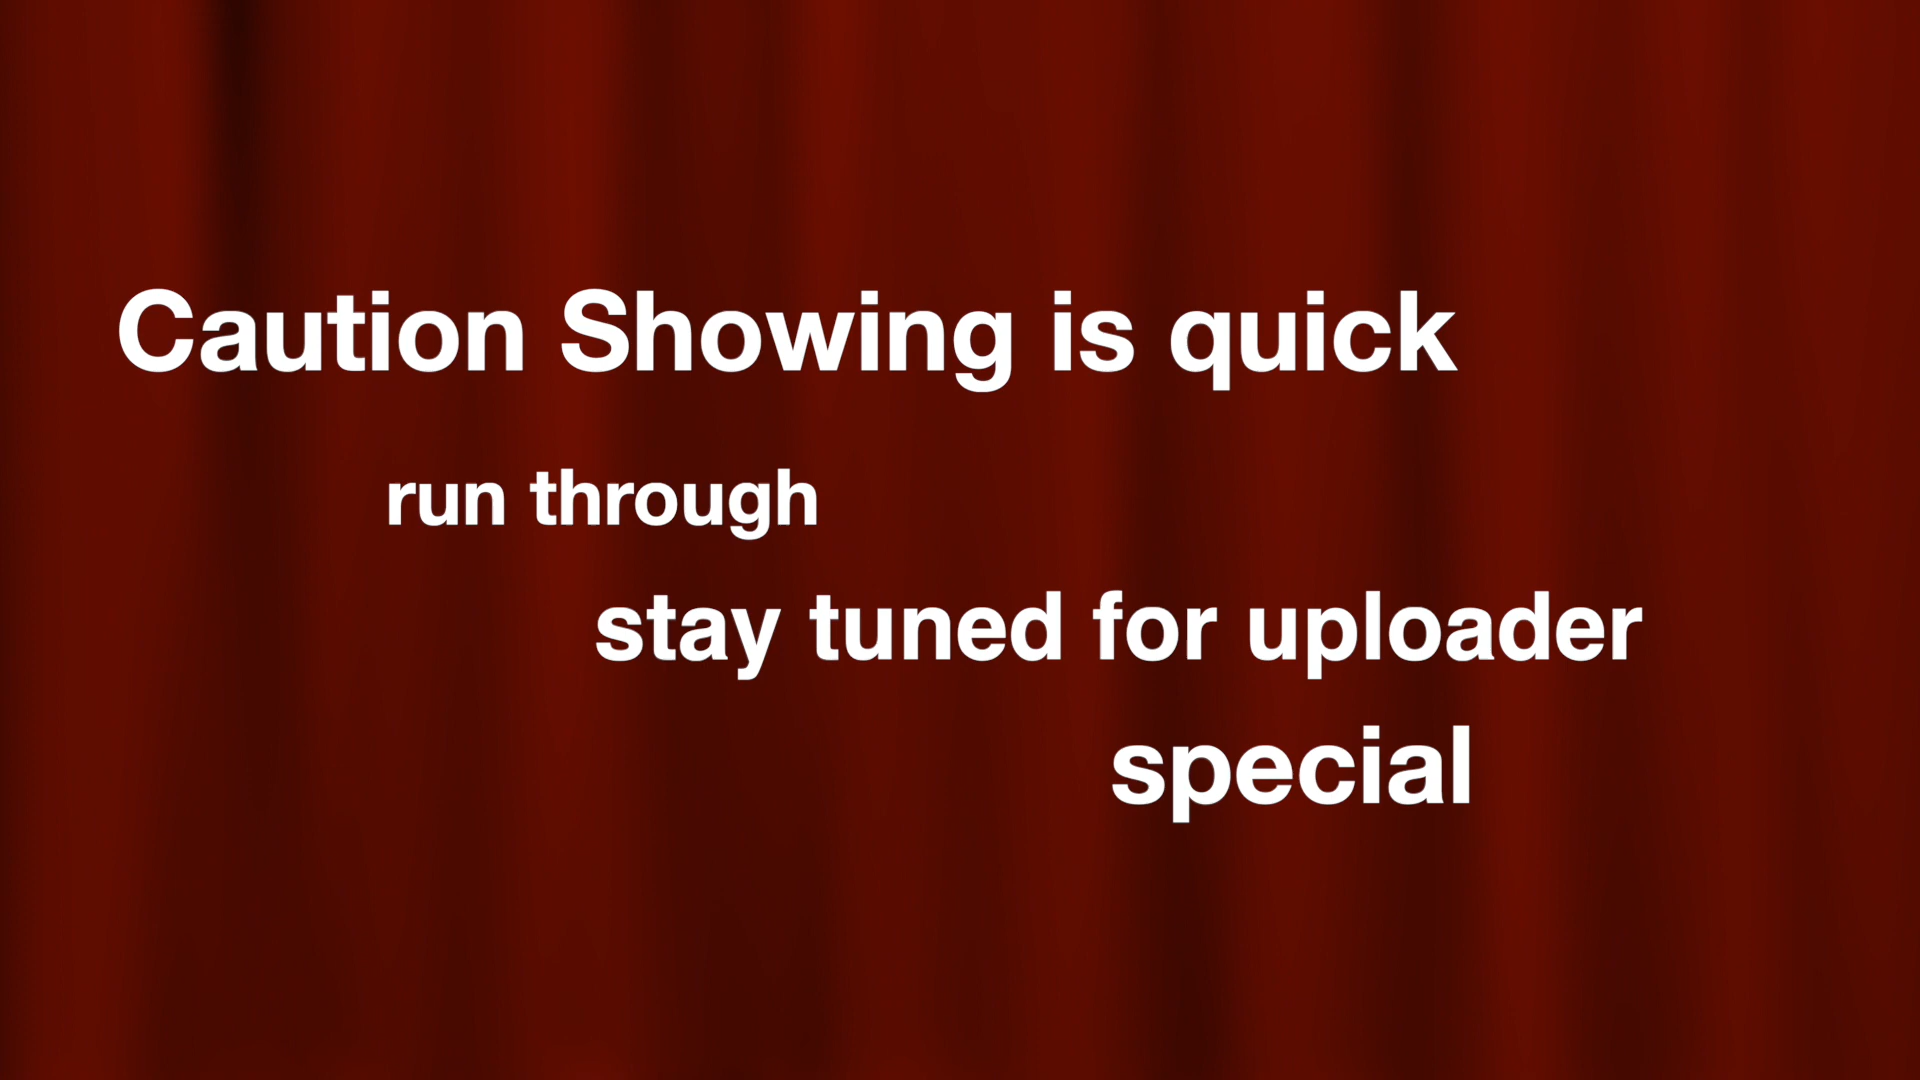 Caution Showing is quick
run through
stay tuned for uploader
special